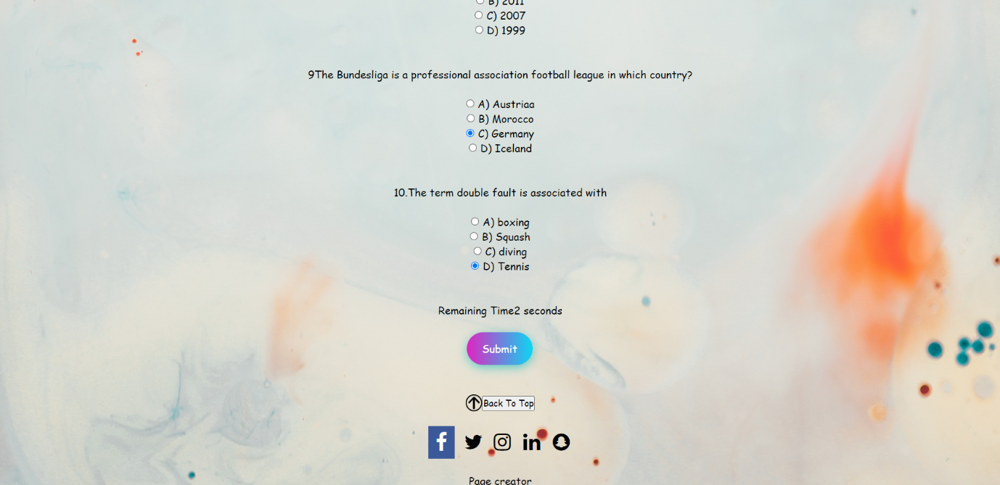 B) 2011
C) 2007
D) 1999
9The Bundesliga is a professional association football league in which country?
A) Austriaa
B) Morocco
C) Germany
D) Iceland
10.The term double fault is associated with
A) boxing
B) Squash
C) diving
D) Tennis
Remaining Time2 seconds
Submit
Back To Top
Page creator